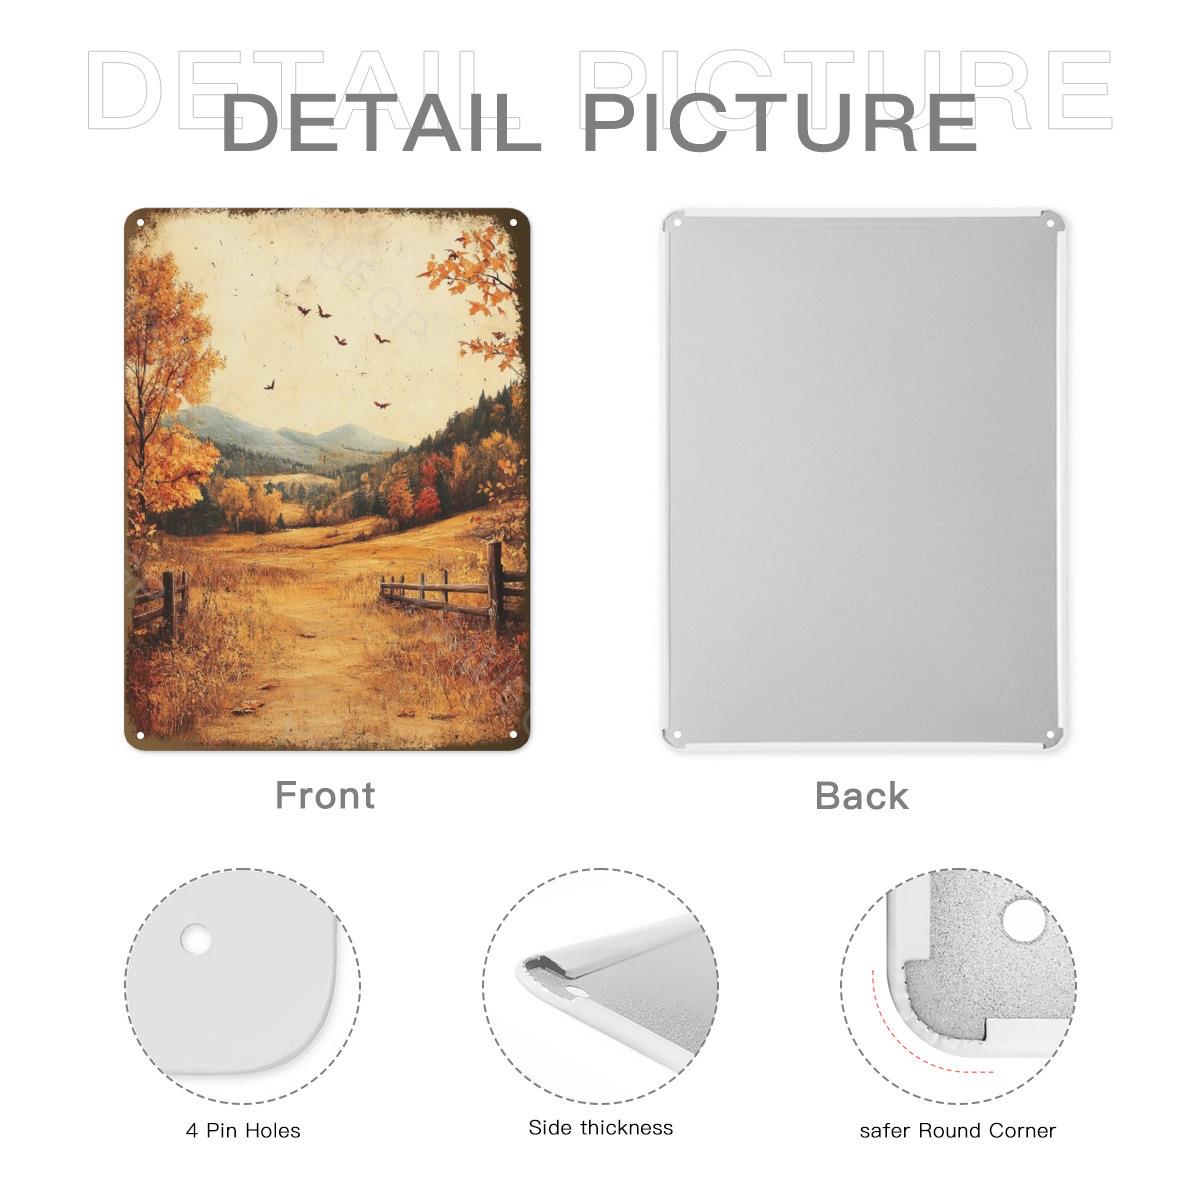 DETAIL PICTURE
DETAIL PICTURE
Front
Back
4 Pin Holes
Side thickness
safer Round Corner